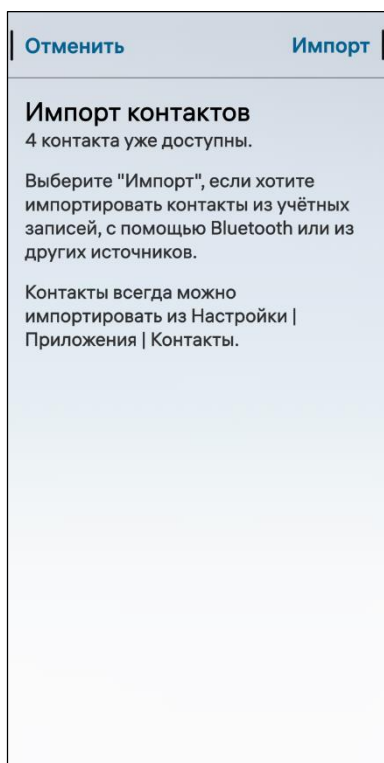 Отменить Импорт
Импорт контактов
4 контакта уже доступны.
Выберите "Импорт", если хотите
импортировать контакты из учётных
записей, с помощью Bluetooth или из
других источников.
Контакты всегда можно
импортировать из Настройки |
Приложения | Контакты.